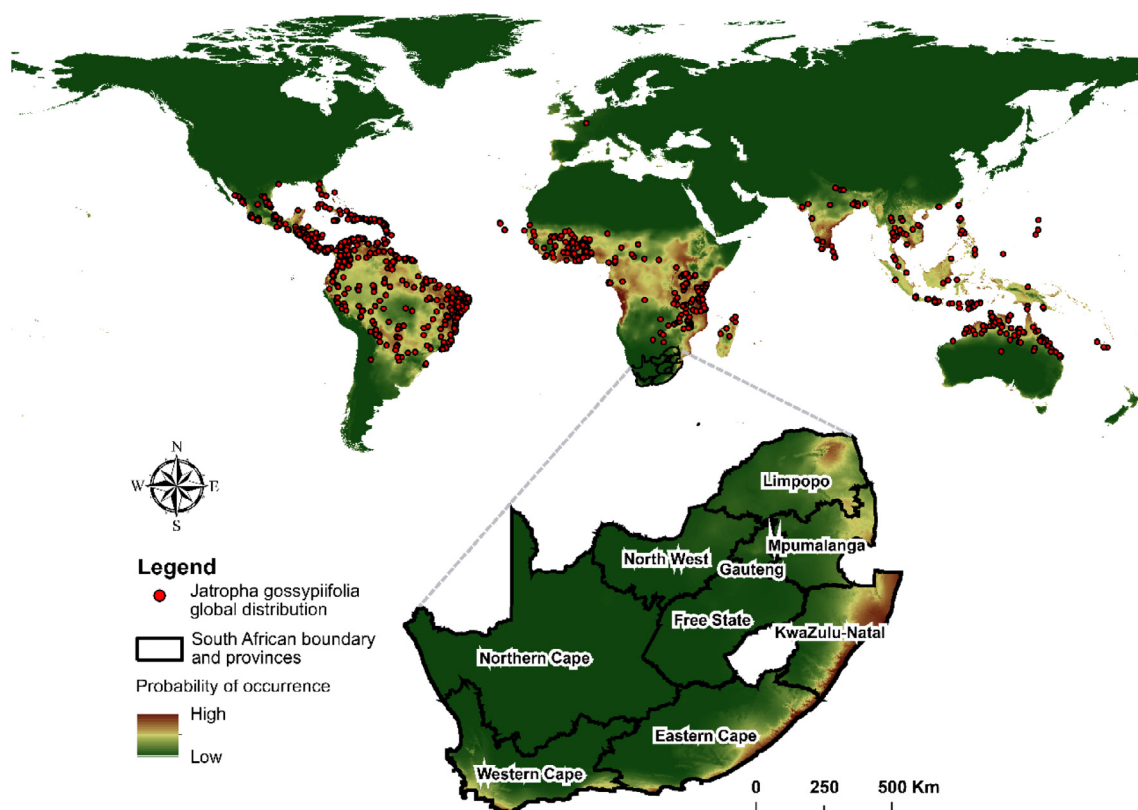 N
W E
S
Legend
Jatropha gossypiifolia
global distribution
South African boundary
and provinces
Probability of occurrence
High
Low
Limpopo
Mpumalanga
North West
Gauteng
Free State
KwaZulu-Natal
Northern Cape
Eastern Cape
Western Cape
0 250 500 Km